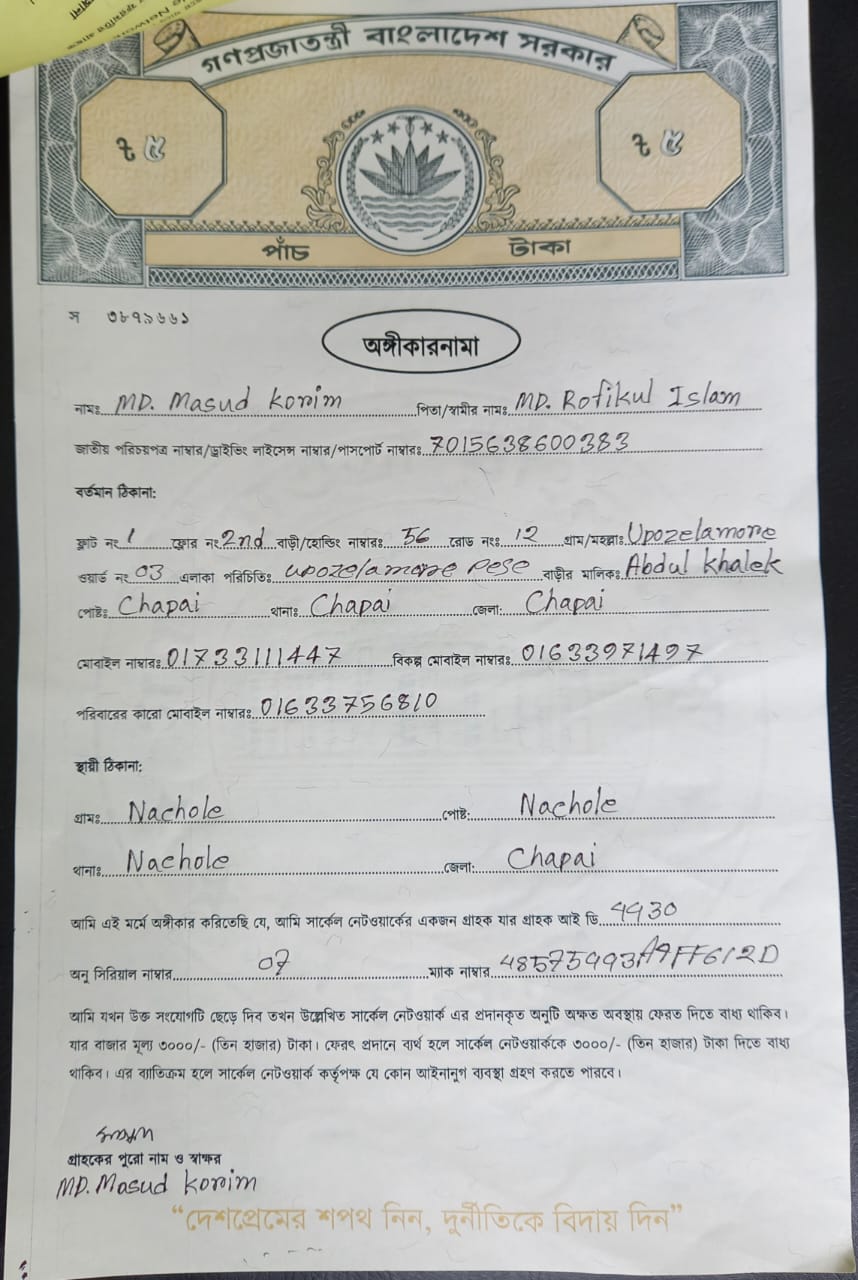 গণপ্রজাতন্ত্রী বাংলাদেশ সরকার
৳ ৫ ৳ ৫
পাঁচ টাকা
স ৩৮৭৯৬৬১
অঙ্গীকারনামা
নামঃ MD. Masud Korim পিতা/স্বামীর নামঃ MD. Rofikul Islam
জাতীয় পরিচয়পত্র নাম্বার/ড্রাইভিং লাইসেন্স নাম্বার/পাসপোর্ট নাম্বারঃ 7015638600383
বর্তমান ঠিকানা:
ফ্লাট নং 1 ফ্লোর নং 2nd বাড়ী/হোল্ডিং নাম্বারঃ 56 রোড নংঃ 12 গ্রাম/মহল্লাঃ Upozelamore
ওয়ার্ড নং 03 এলাকা পরিচিতি: upozelamore pese বাড়ীর মালিকঃ Abdul Khalek
পোষ্টঃ Chapai থানাঃ Chapai জেলা: Chapai
মোবাইল নাম্বারঃ 01733111447 বিকল্প মোবাইল নাম্বারঃ 01633971497
পরিবারের কারো মোবাইল নাম্বারঃ 01633756810
স্থায়ী ঠিকানা:
গ্রামঃ Nachole পোষ্ট: Nachole
থানাঃ Nachole জেলা: Chapai
আমি এই মর্মে অঙ্গীকার করিতেছি যে, আমি সার্কেল নেটওয়ার্কের একজন গ্রাহক যার গ্রাহক আই ডি 4930
অনু সিরিয়াল নাম্বার 07 ম্যাক নাম্বার
আমি যখন উক্ত সংযোগটি ছেড়ে দিব তখন উল্লেখিত সার্কেল নেটওয়ার্ক এর প্রদানকৃত অনুটি অক্ষত অবস্থায় ফেরত দিতে বাধ্য থাকিব।
যার বাজার মূল্য ৩০০০/- (তিন হাজার) টাকা। ফেরৎ প্রদানে ব্যর্থ হলে সার্কেল নেটওয়ার্ককে ৩০০০/- (তিন হাজার) টাকা দিতে বাধ্য
থাকিব। এর ব্যতিক্রম হলে সার্কেল নেটওয়ার্ক কর্তৃপক্ষ যে কোন আইনানুগ ব্যবস্থা গ্রহণ করতে পারবে।
গ্রাহকের পুরো নাম ও স্বাক্ষর
MD. Masud Korim
“দেশপ্রেমের শপথ নিন, দুর্নীতিকে বিদায় দিন”